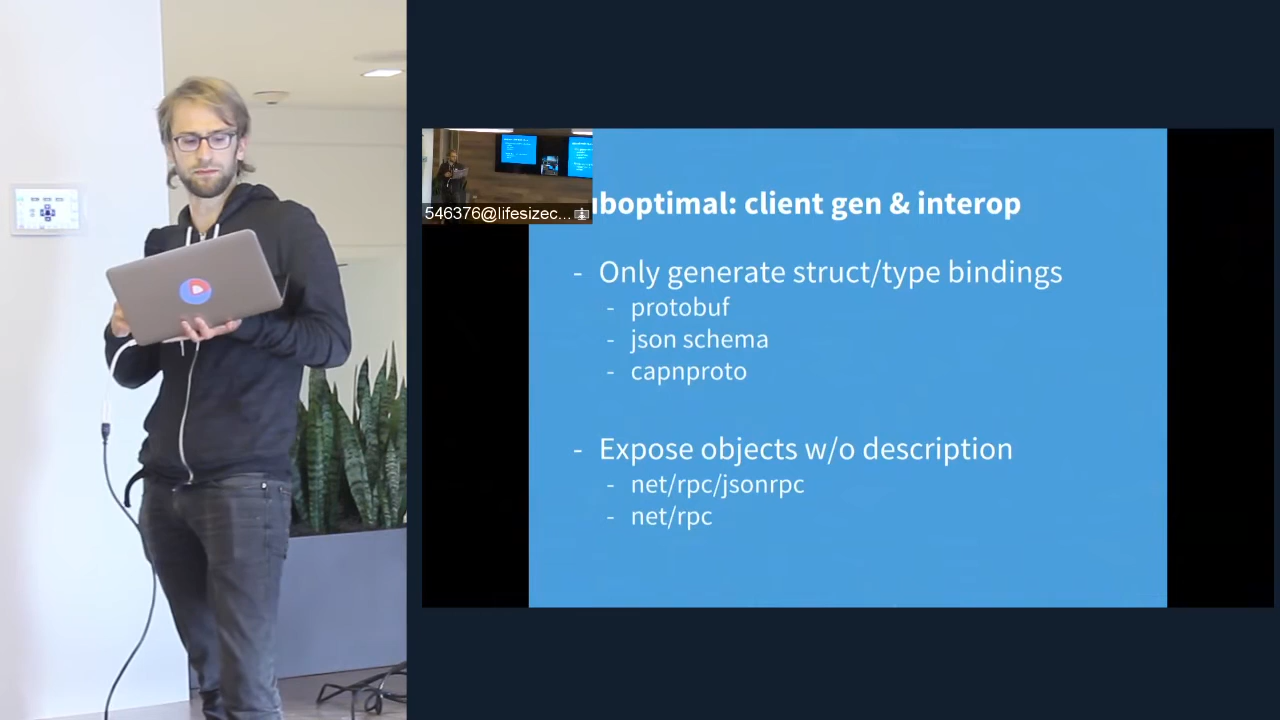 546376@lifesizec...
uboptimal: client gen & interop
- Only generate struct/type bindings
- protobuf
- json schema
- capnproto
- Expose objects w/o description
- net/rpc/jsonrpc
- net/rpc